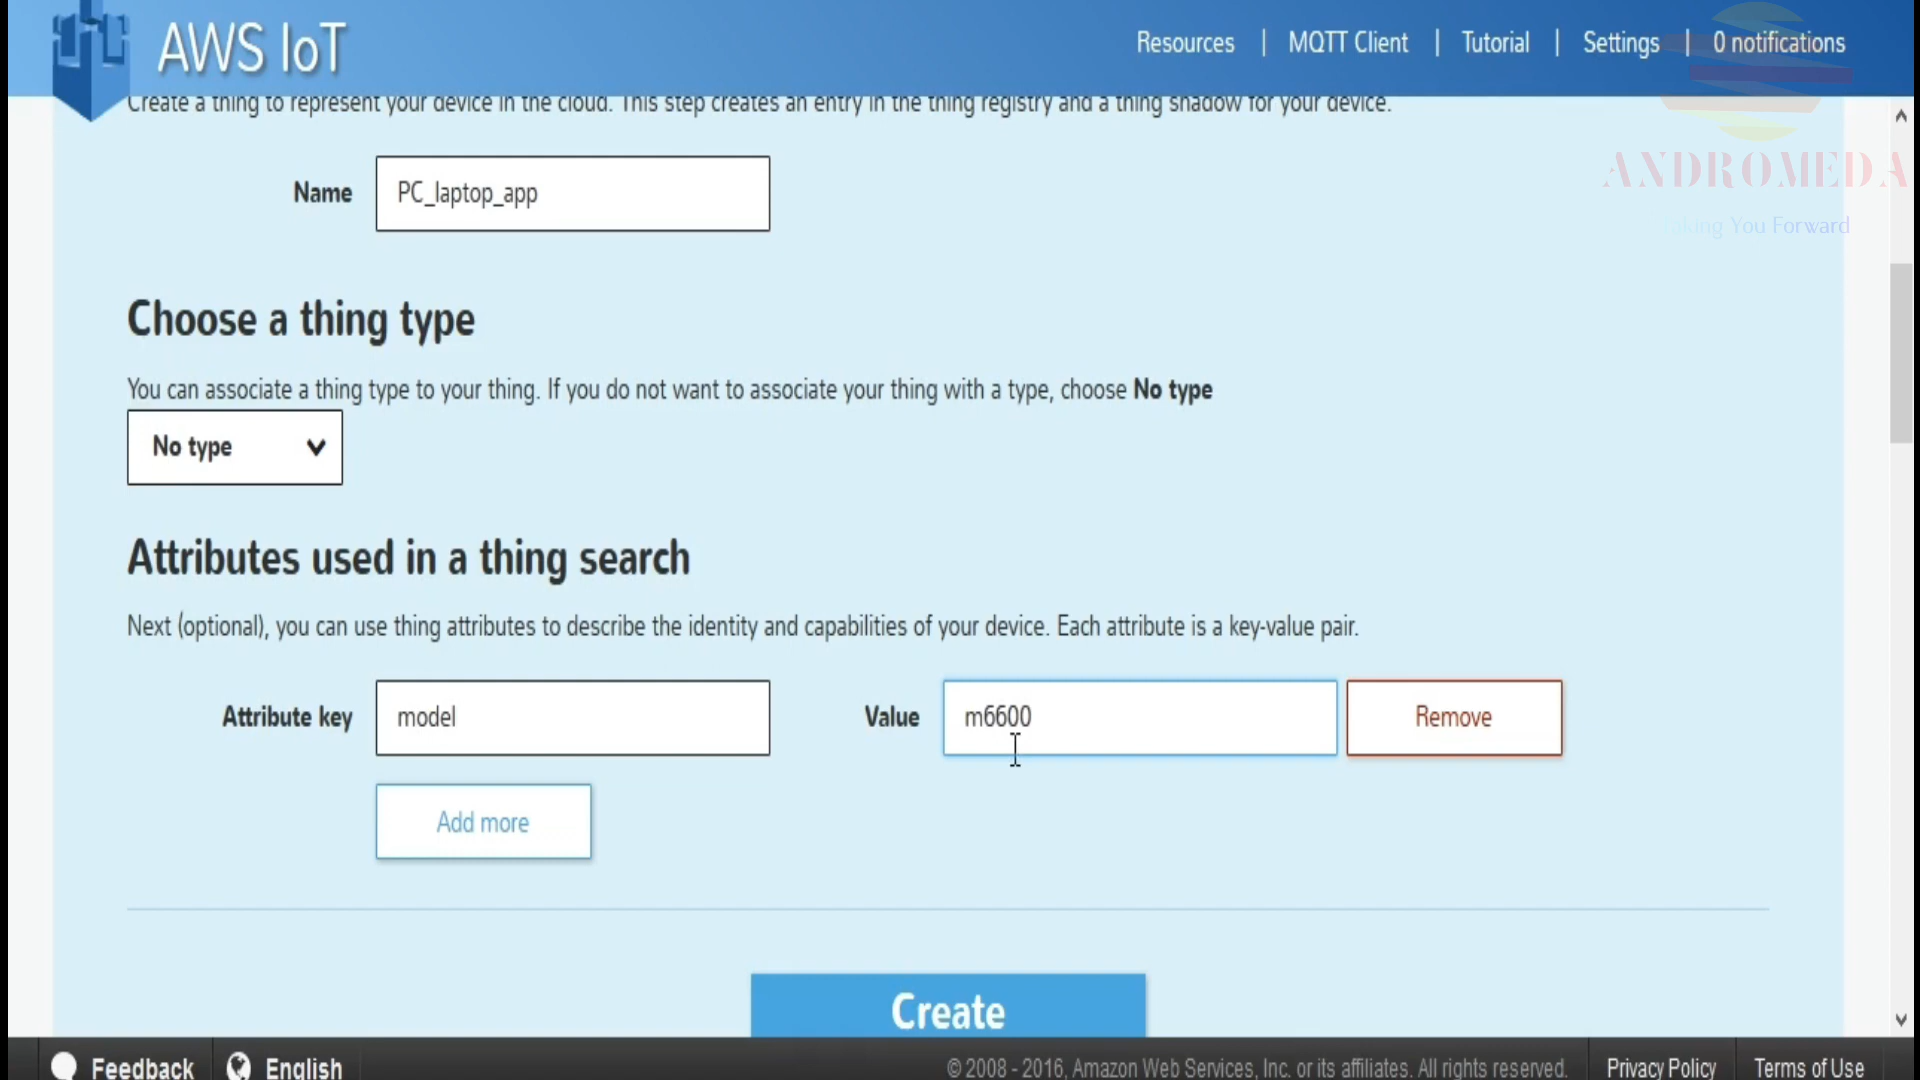 AWS IoT
Resources | MQTT Client | Tutorial | Settings | 0 notifications
Create a thing to represent your device in the cloud. This step creates an entry in the thing registry and a thing shadow for your device.
ANDROMEDA
Taking You Forward
Name PC_laptop_app
Choose a thing type
You can associate a thing type to your thing. If you do not want to associate your thing with a type, choose No type
No type
Attributes used in a thing search
Next (optional), you can use thing attributes to describe the identity and capabilities of your device. Each attribute is a key-value pair.
Attribute key model Value m6600 Remove
Add more
Create
Feedback English © 2008 - 2016, Amazon Web Services, Inc. or its affiliates. All rights reserved. Privacy Policy Terms of Use